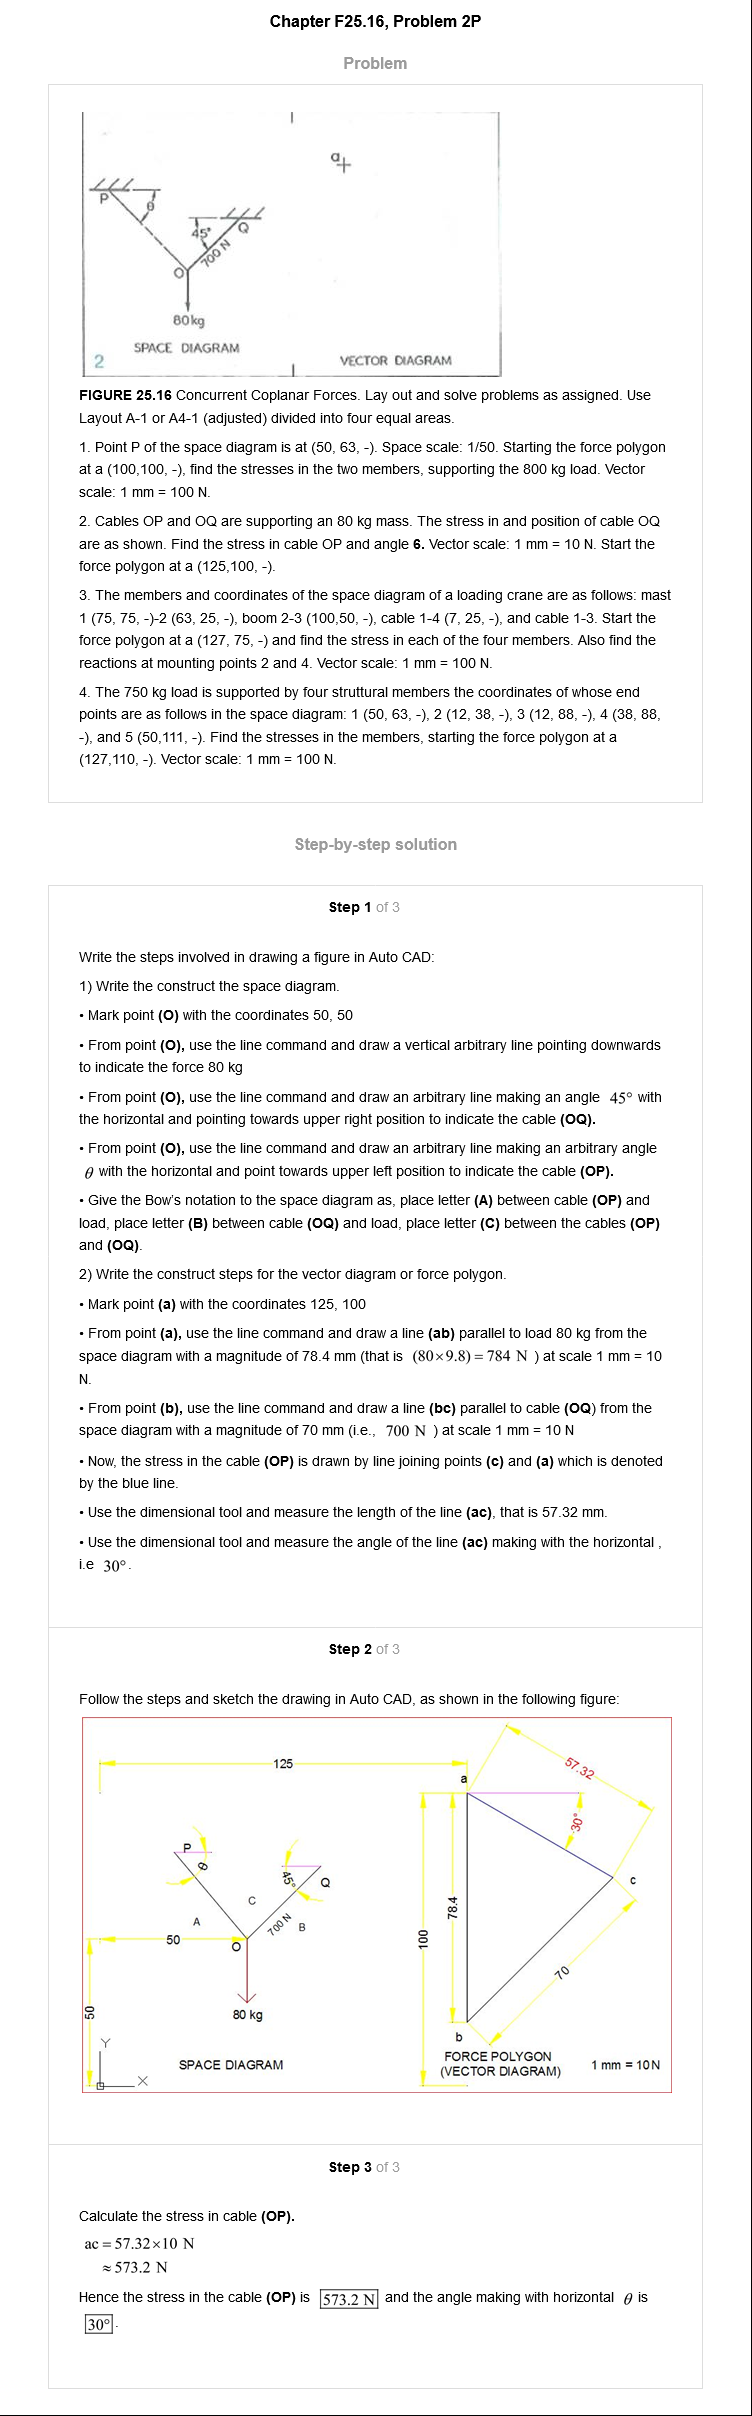 Chapter F25.16, Problem 2P
Problem
a
P
θ
45°
Q
700 N
O
80kg
SPACE DIAGRAM
VECTOR DIAGRAM
2
FIGURE 25.16 Concurrent Coplanar Forces. Lay out and solve problems as assigned. Use
Layout A-1 or A4-1 (adjusted) divided into four equal areas.
1. Point P of the space diagram is at (50, 63, -). Space scale: 1/50. Starting the force polygon
at a (100,100, -), find the stresses in the two members, supporting the 800 kg load. Vector
scale: 1 mm = 100 N.
2. Cables OP and OQ are supporting an 80 kg mass. The stress in and position of cable OQ
are as shown. Find the stress in cable OP and angle 6. Vector scale: 1 mm = 10 N. Start the
force polygon at a (125,100, -).
3. The members and coordinates of the space diagram of a loading crane are as follows: mast
1 (75, 75, -)-2 (63, 25, -), boom 2-3 (100,50, -), cable 1-4 (7, 25, -), and cable 1-3. Start the
force polygon at a (127, 75, -) and find the stress in each of the four members. Also find the
reactions at mounting points 2 and 4. Vector scale: 1 mm = 100 N.
4. The 750 kg load is supported by four struttural members the coordinates of whose end
points are as follows in the space diagram: 1 (50, 63, -), 2 (12, 38, -), 3 (12, 88, -), 4 (38, 88,
-), and 5 (50,111, -). Find the stresses in the members, starting the force polygon at a
(127,110, -). Vector scale: 1 mm = 100 N.
Step-by-step solution
Step 1 of 3
Write the steps involved in drawing a figure in Auto CAD:
1) Write the construct the space diagram.
• Mark point (O) with the coordinates 50, 50
• From point (O), use the line command and draw a vertical arbitrary line pointing downwards
to indicate the force 80 kg
• From point (O), use the line command and draw an arbitrary line making an angle 45° with
the horizontal and pointing towards upper right position to indicate the cable (OQ).
• From point (O), use the line command and draw an arbitrary line making an arbitrary angle
θ with the horizontal and point towards upper left position to indicate the cable (OP).
• Give the Bow's notation to the space diagram as, place letter (A) between cable (OP) and
load, place letter (B) between cable (OQ) and load, place letter (C) between the cables (OP)
and (OQ).
2) Write the construct steps for the vector diagram or force polygon.
• Mark point (a) with the coordinates 125, 100
• From point (a), use the line command and draw a line (ab) parallel to load 80 kg from the
space diagram with a magnitude of 78.4 mm (that is (80×9.8) = 784 N ) at scale 1 mm = 10
N.
• From point (b), use the line command and draw a line (bc) parallel to cable (OQ) from the
space diagram with a magnitude of 70 mm (i.e., 700 N ) at scale 1 mm = 10 N
• Now, the stress in the cable (OP) is drawn by line joining points (c) and (a) which is denoted
by the blue line.
• Use the dimensional tool and measure the length of the line (ac), that is 57.32 mm.
• Use the dimensional tool and measure the angle of the line (ac) making with the horizontal ,
i.e 30°.
Step 2 of 3
Follow the steps and sketch the drawing in Auto CAD, as shown in the following figure:
125
57.32
a
30°
P
θ
45°
Q
c
C
78.4
A
700 N
B
50
O
100
70
50
80 kg
Y
b
X
SPACE DIAGRAM
FORCE POLYGON
(VECTOR DIAGRAM)
1 mm = 10N
Step 3 of 3
Calculate the stress in cable (OP).
ac = 57.32×10 N
≈ 573.2 N
Hence the stress in the cable (OP) is 573.2 N and the angle making with horizontal θ is
30°.